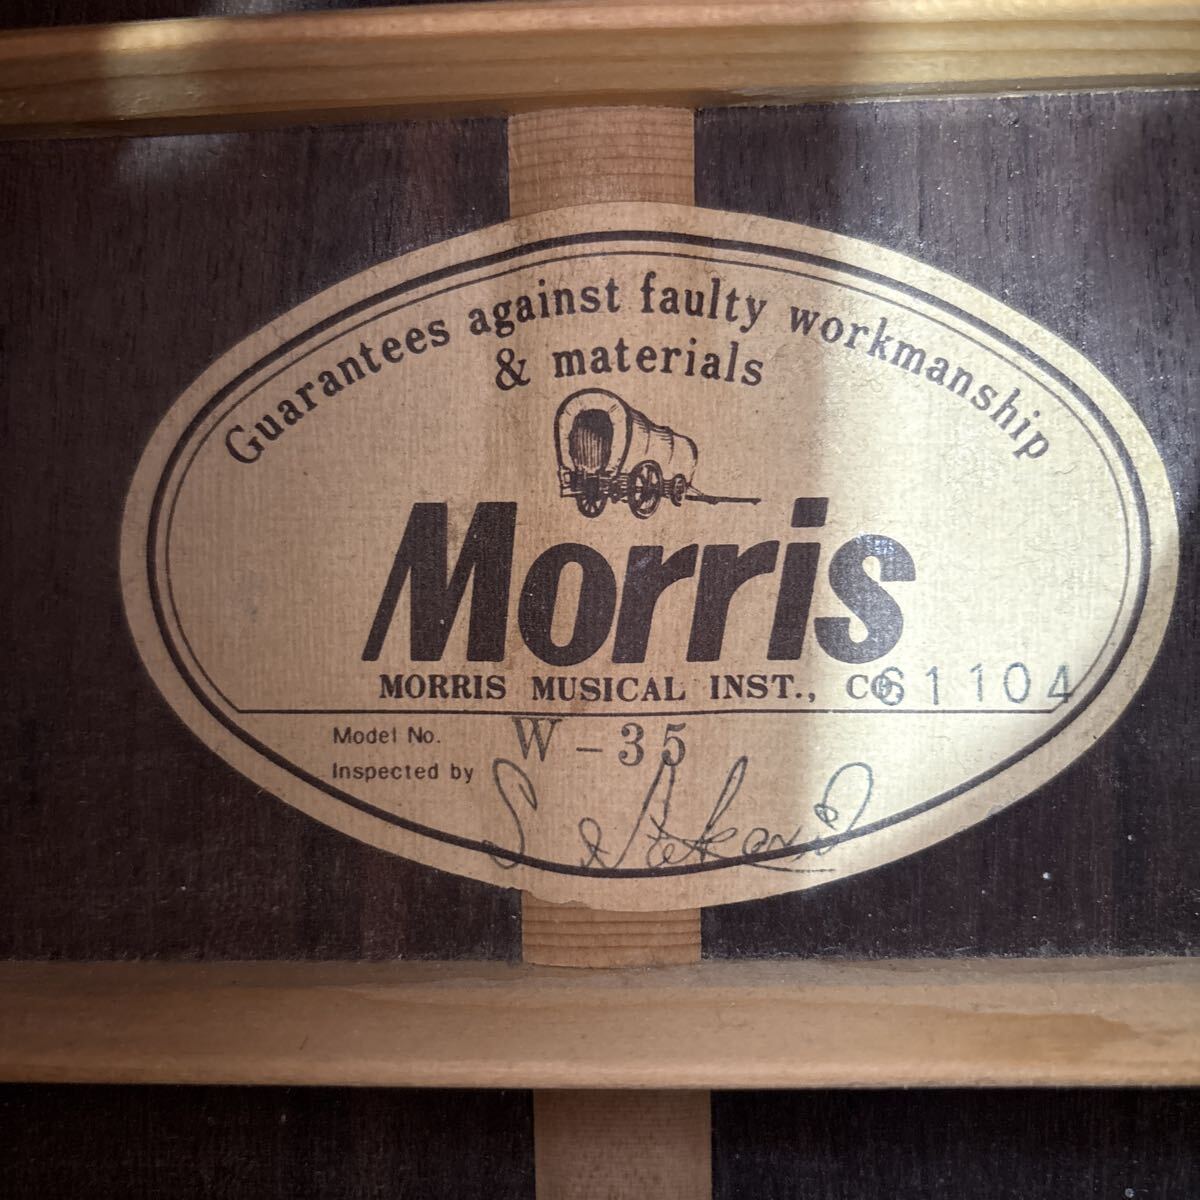 Guarantees against faulty workmanship
& materials
Morris
MORRIS MUSICAL INST., CO
61104
Model No. W-35
Inspected by